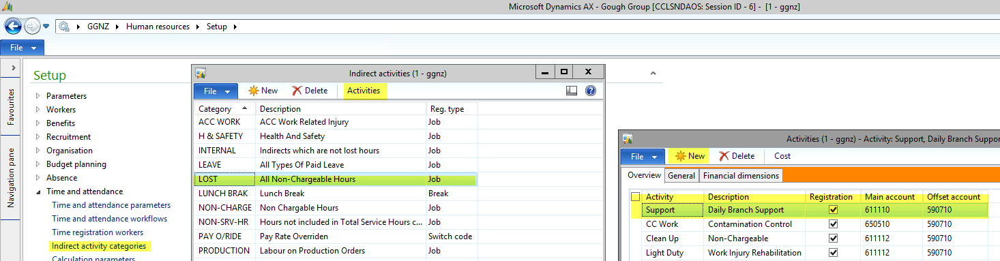 Microsoft Dynamics AX - Gough Group [CCLSNDAOS: Session ID - 6] - [1 - ggnz]
GGNZ Human resources Setup
File
Favourites
Navigation pane
Setup
Parameters
Workers
Benefits
Recruitment
Organisation
Budget planning
Absence
Time and attendance
Time and attendance parameters
Time and attendance workflows
Time registration workers
Indirect activity categories
Calculation parameters
Indirect activities (1 - ggnz)
File New Delete Activities
Category Description Reg. type
ACC WORK ACC Work Related Injury Job
H & SAFETY Health And Safety Job
INTERNAL Indirects which are not lost hours Job
LEAVE All Types Of Paid Leave Job
LOST All Non-Chargeable Hours Job
LUNCH BRAK Lunch Break Break
NON-CHARGE Non Chargable Hours Job
NON-SRV-HR Hours not included in Total Service Hours c... Job
PAY O/RIDE Pay Rate Overriden Switch code
PRODUCTION Labour on Production Orders Job
Activities (1 - ggnz) - Activity: Support, Daily Branch Suppo
File New Delete Cost
Overview General Financial dimensions
Activity Description Registration Main account Offset account
Support Daily Branch Support 611110 590710
CC Work Contamination Control 650510 590710
Clean Up Non-Chargeable 611112 590710
Light Duty Work Injury Rehabilitation 611112 590710